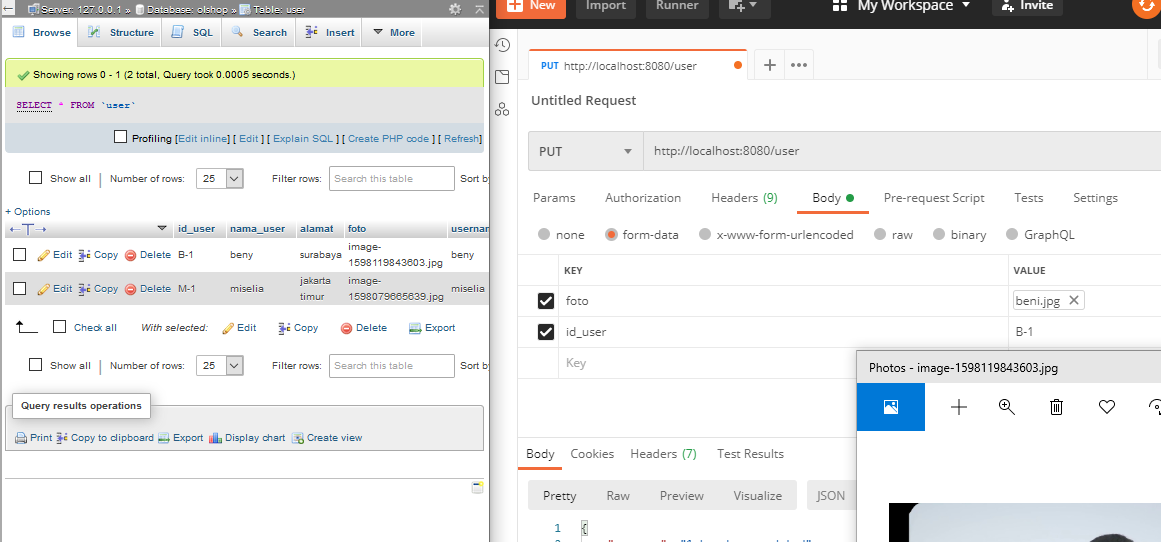 Server: 127.0.0.1 » Database: olshop » Table: user
Browse Structure SQL Search Insert More
Showing rows 0 - 1 (2 total, Query took 0.0005 seconds.)
SELECT * FROM `user`
Profiling [Edit inline] [ Edit ] [ Explain SQL ] [ Create PHP code ] [ Refresh]
Show all | Number of rows: 25 Filter rows: Search this table Sort by
+ Options
←T→ id_user nama_user alamat foto usernan
Edit Copy Delete B-1 beny surabaya image-1598119843603.jpg beny
Edit Copy Delete M-1 miselia jakarta timur image-1598079665639.jpg miselia
Check all With selected: Edit Copy Delete Export
Show all | Number of rows: 25 Filter rows: Search this table Sort by
Query results operations
Print Copy to clipboard Export Display chart Create view
New Import Runner My Workspace Invite
PUT http://localhost:8080/user + •••
Untitled Request
PUT http://localhost:8080/user
Params Authorization Headers (9) Body Pre-request Script Tests Settings
none form-data x-www-form-urlencoded raw binary GraphQL
KEY VALUE
foto beni.jpg
id_user B-1
Key
Photos - image-1598119843603.jpg
Body Cookies Headers (7) Test Results
Pretty Raw Preview Visualize JSON
1 {